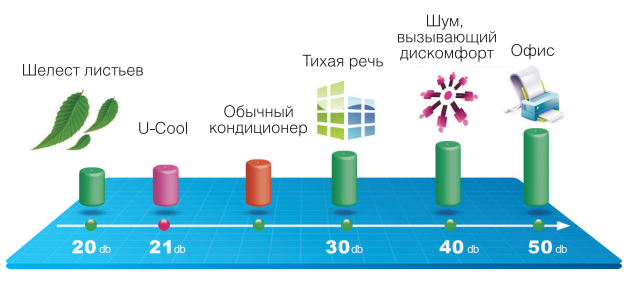 Шелест листьев
U-Cool
Обычный
кондиционер
Тихая речь
Шум,
вызывающий
дискомфорт
Офис
20 db
21 db
30 db
40 db
50 db